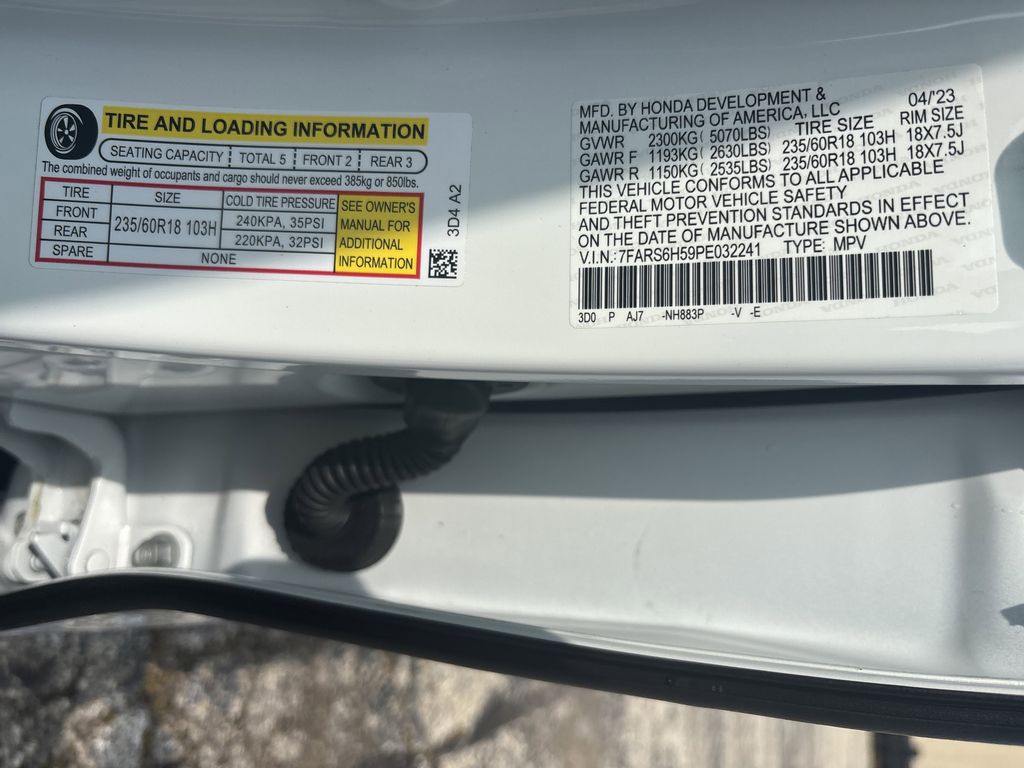 TIRE AND LOADING INFORMATION
SEATING CAPACITY TOTAL 5 FRONT 2 REAR 3
The combined weight of occupants and cargo should never exceed 385kg or 850lbs.
TIRE SIZE COLD TIRE PRESSURE
FRONT 235/60R18 103H 240KPA, 35PSI
REAR 220KPA, 32PSI
SPARE NONE
SEE OWNER'S
MANUAL FOR
ADDITIONAL
INFORMATION
3D4 A2
MFD. BY HONDA DEVELOPMENT & 04/'23
MANUFACTURING OF AMERICA, LLC
GVWR 2300KG( 5070LBS) TIRE SIZE RIM SIZE
GAWR F 1193KG( 2630LBS) 235/60R18 103H 18X7.5J
GAWR R 1150KG( 2535LBS) 235/60R18 103H 18X7.5J
THIS VEHICLE CONFORMS TO ALL APPLICABLE
FEDERAL MOTOR VEHICLE SAFETY
AND THEFT PREVENTION STANDARDS IN EFFECT
ON THE DATE OF MANUFACTURE SHOWN ABOVE.
V.I.N.: 7FARS6H59PE032241 TYPE: MPV
3D0 P AJ7 -NH883P -V -E